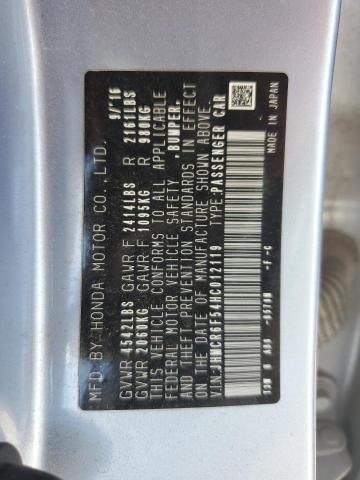 MFD.BY HONDA MOTOR CO.,LTD. 9/'16
GVWR 4542LBS GAWR:F 2414LBS R 2161LBS
GVWR 2060KG GAWR:F 1095KG R 980KG
THIS VEHICLE CONFORMS TO ALL APPLICABLE
FEDERAL MOTOR VEHICLE SAFETY ,BUMPER,
AND THEFT PREVENTION STANDARDS IN EFFECT
ON THE DATE OF MANUFACTURE SHOWN ABOVE.
V.I.N:JHMCR6F54HC012119 TYPE:PASSENGER CAR
-F -C MADE IN JAPAN